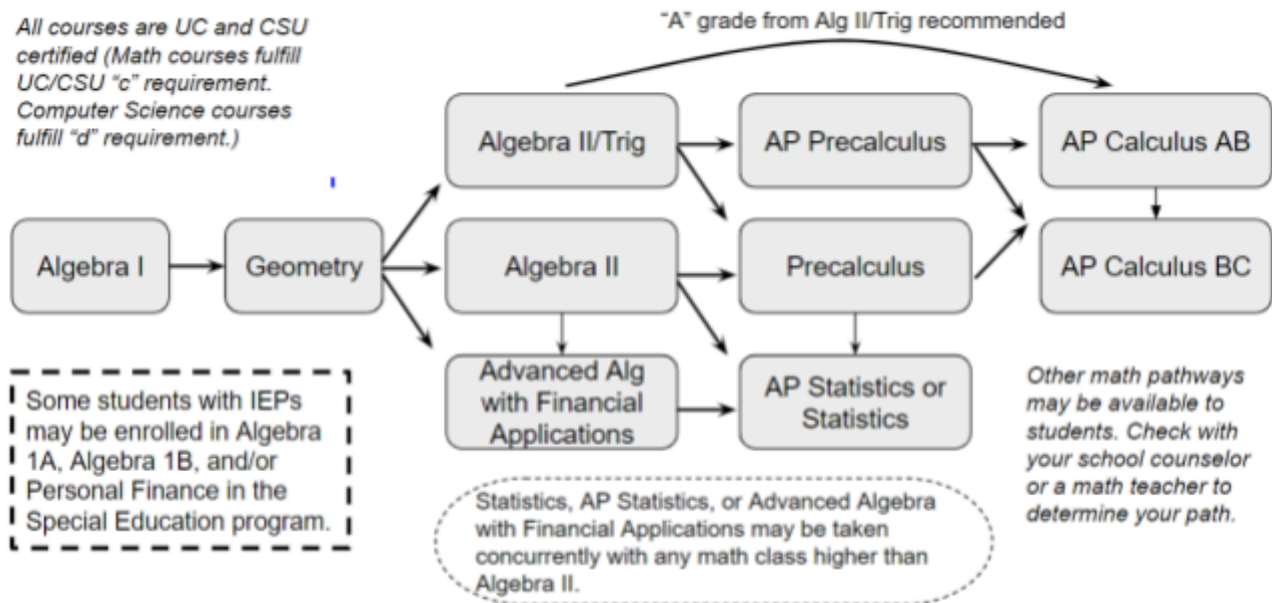 All courses are UC and CSU
certified (Math courses fulfill
UC/CSU “c” requirement.
Computer Science courses
fulfill “d” requirement.)
“A” grade from Alg II/Trig recommended
Algebra II/Trig
AP Precalculus
AP Calculus AB
Algebra I
Geometry
Algebra II
Precalculus
AP Calculus BC
Advanced Alg
with Financial
Applications
AP Statistics or
Statistics
Some students with IEPs
may be enrolled in Algebra
1A, Algebra 1B, and/or
Personal Finance in the
Special Education program.
Statistics, AP Statistics, or Advanced Algebra
with Financial Applications may be taken
concurrently with any math class higher than
Algebra II.
Other math pathways
may be available to
students. Check with
your school counselor
or a math teacher to
determine your path.